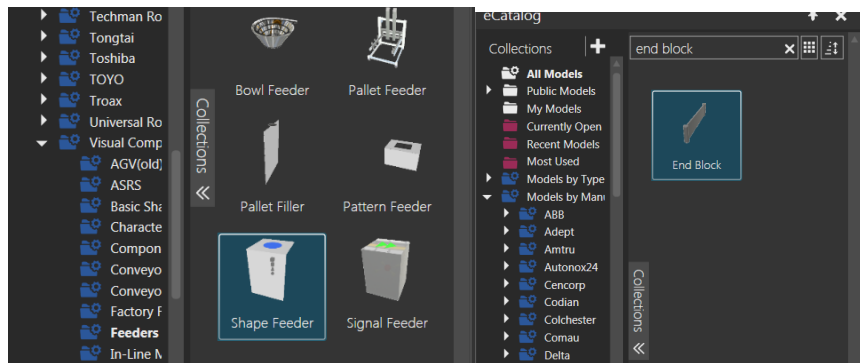 Techman Ro
Tongtai
Toshiba
TOYO
Troax
Universal Ro
Visual Comp
AGV(old)
ASRS
Basic Sha
Characte
Compon
Conveyo
Conveyo
Factory F
Feeders
In-Line M
Collections
Bowl Feeder
Pallet Feeder
Pallet Filler
Pattern Feeder
Shape Feeder
Signal Feeder
eCatalog
Collections
All Models
Public Models
My Models
Currently Open
Recent Models
Most Used
Models by Type
Models by Manu
ABB
Adept
Amtru
Autonox24
Cencorp
Codian
Colchester
Comau
Delta
end block
End Block
Collections